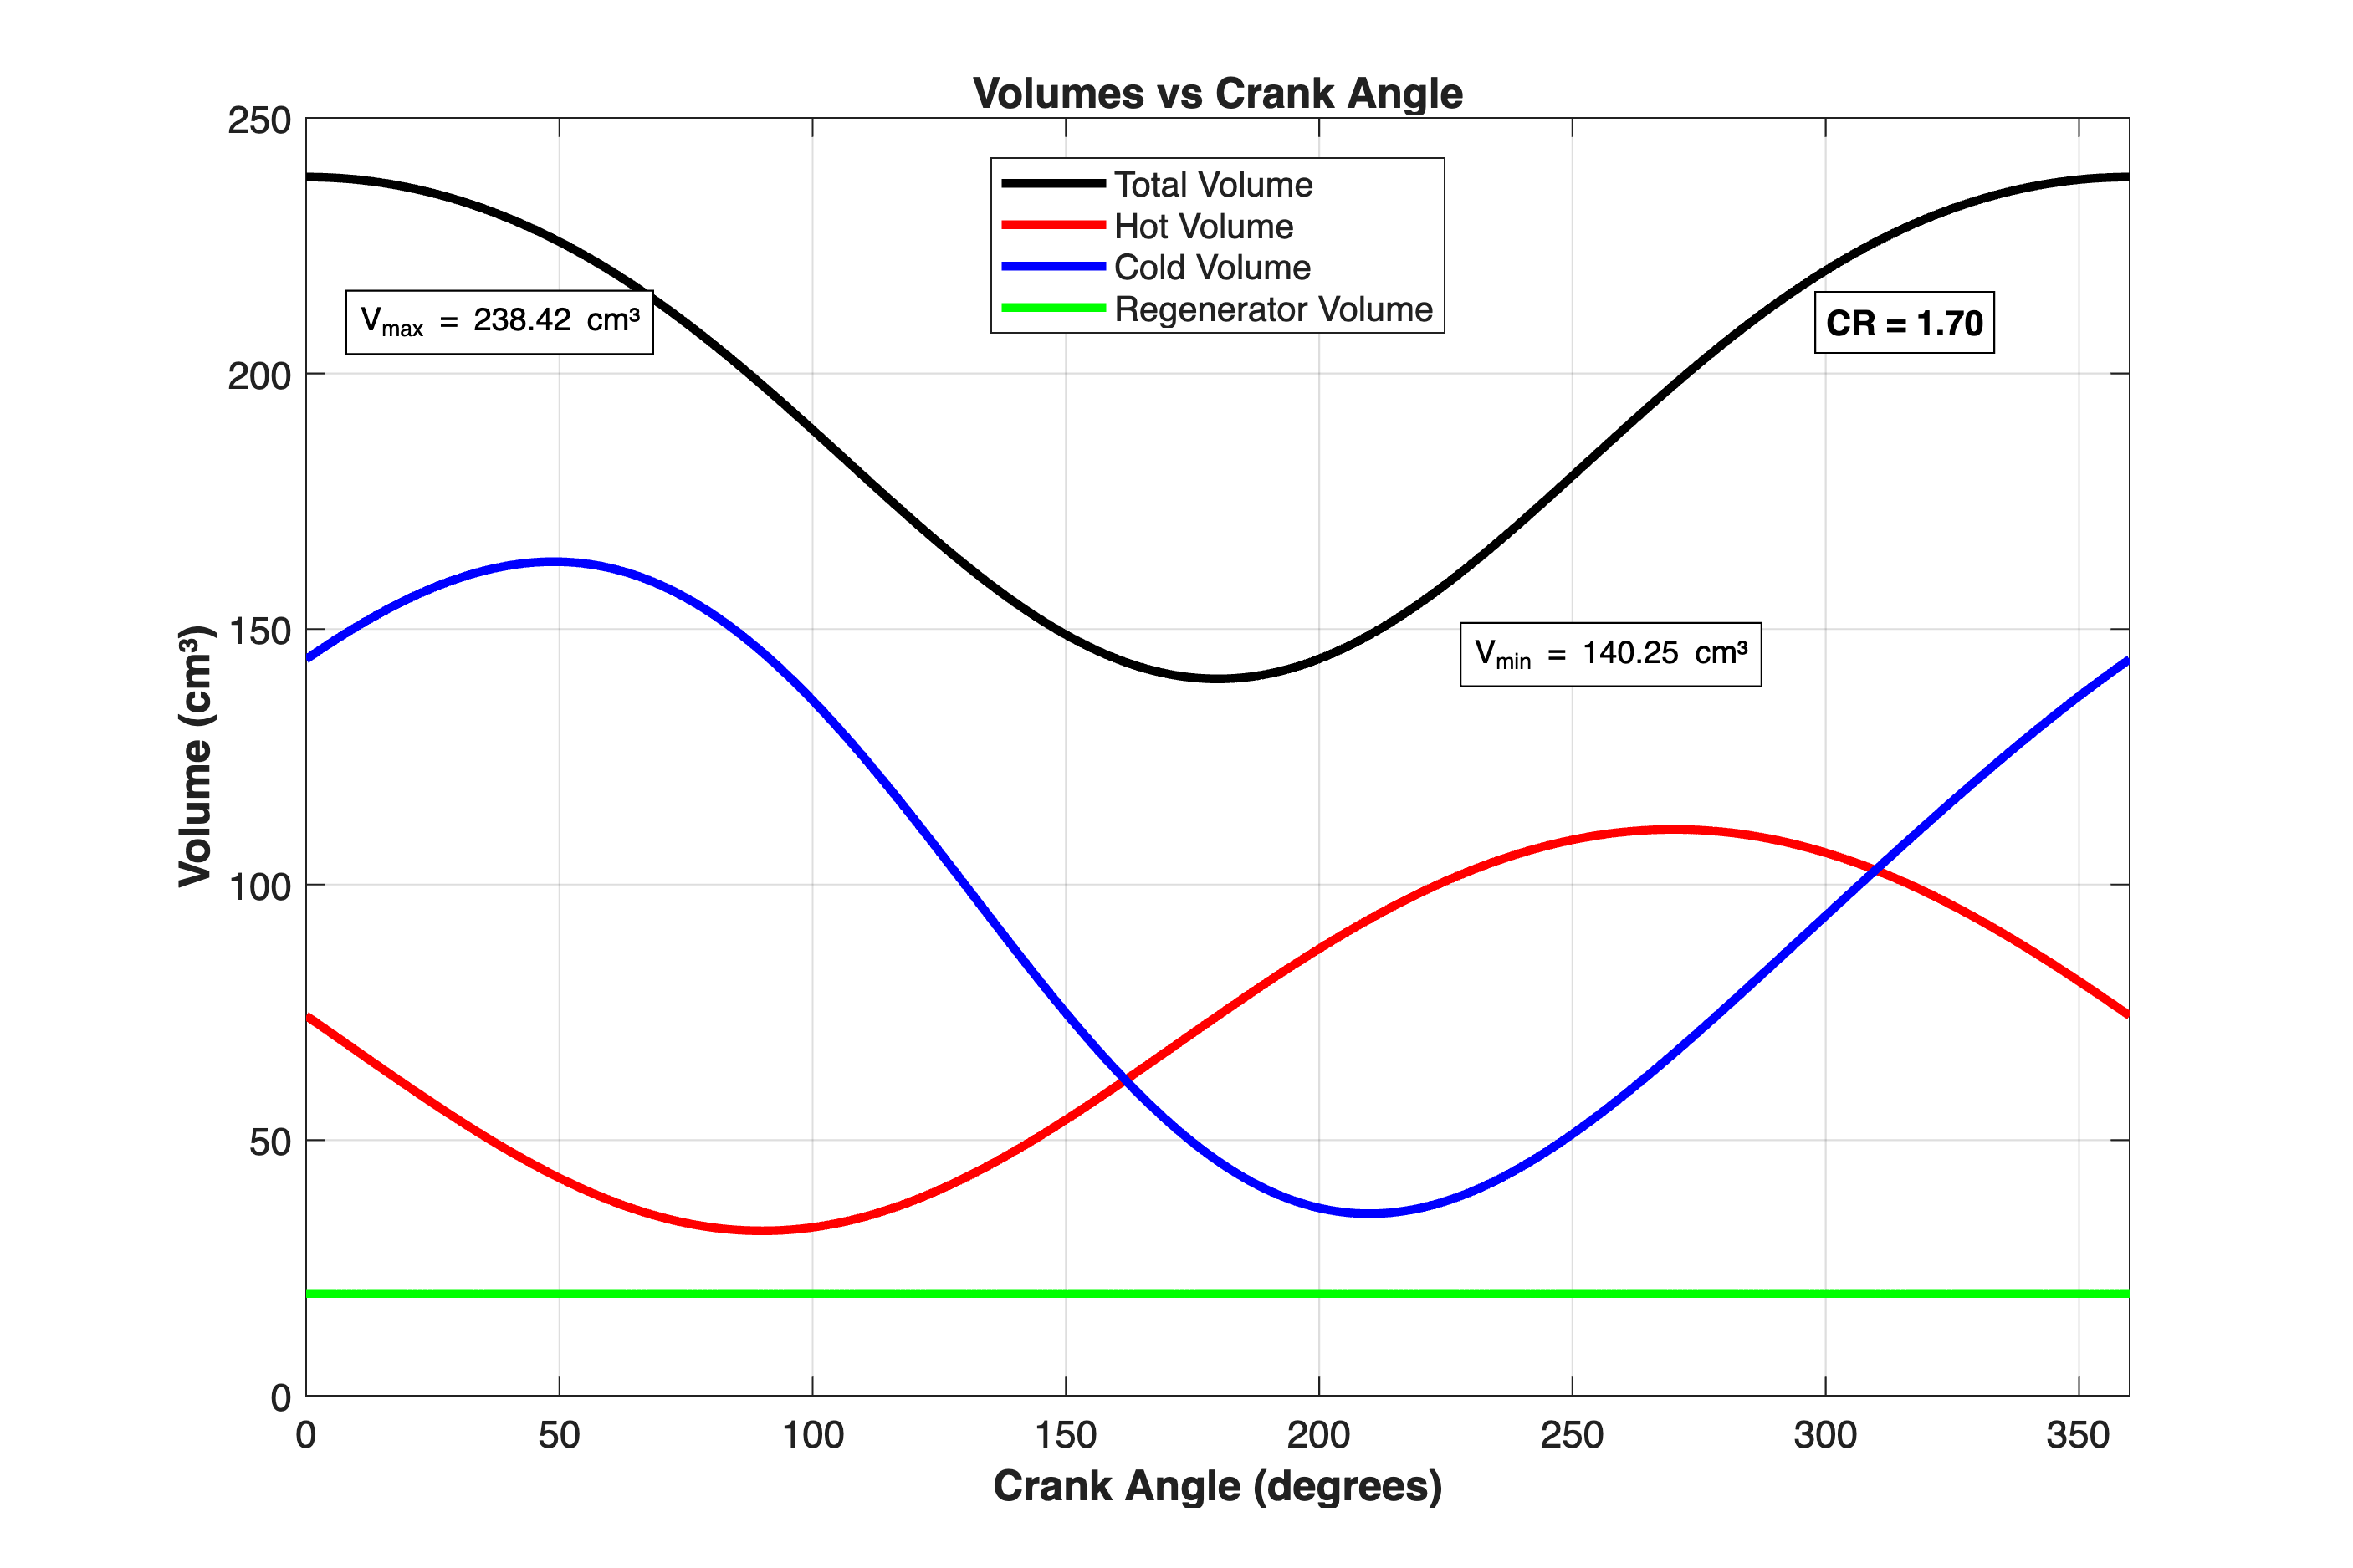 Volumes vs Crank Angle
250
200
150
100
50
0
Volume (cm³)
Total Volume
Hot Volume
Cold Volume
Regenerator Volume
Vmax = 238.42 cm³
CR = 1.70
Vmin = 140.25 cm³
0 50 100 150 200 250 300 350
Crank Angle (degrees)